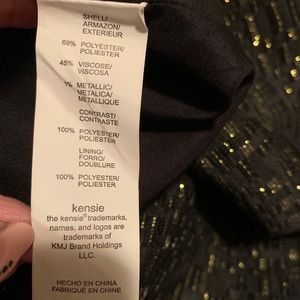 SHELL/
ARMAZON/
EXTERIEUR
69% POLYESTER/
POLIESTER
45% VISCOSE/
VISCOSA
METALLIC/
METALICA/
METALLIQUE
CONTRAST/
CONTRASTE
100% POLYESTER/
POLIESTER
LINING/
FORRO/
DOUBLURE
100% POLYESTER/
POLIESTER
kensie
the kensie® trademarks,
names, and logos are
trademarks of
KMJ Brand Holdings
LLC.
HECHO EN CHINA
FABRIQUÉ EN CHINE